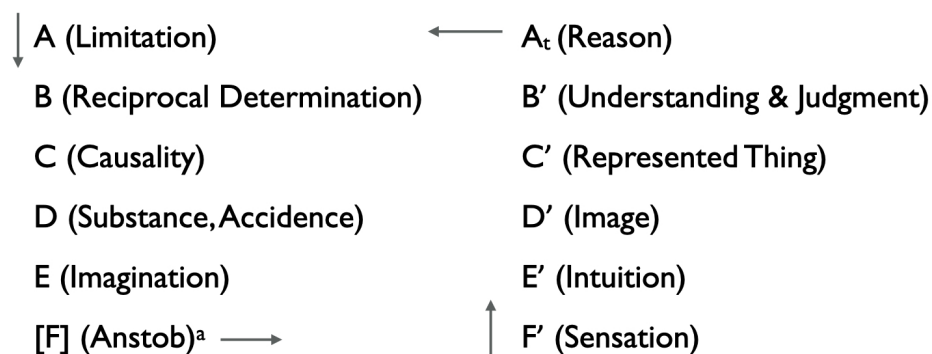 A (Limitation)
B (Reciprocal Determination)
C (Causality)
D (Substance, Accidence)
E (Imagination)
[F] (Anstob)ᵃ
Aₜ (Reason)
B’ (Understanding & Judgment)
C’ (Represented Thing)
D’ (Image)
E’ (Intuition)
F’ (Sensation)